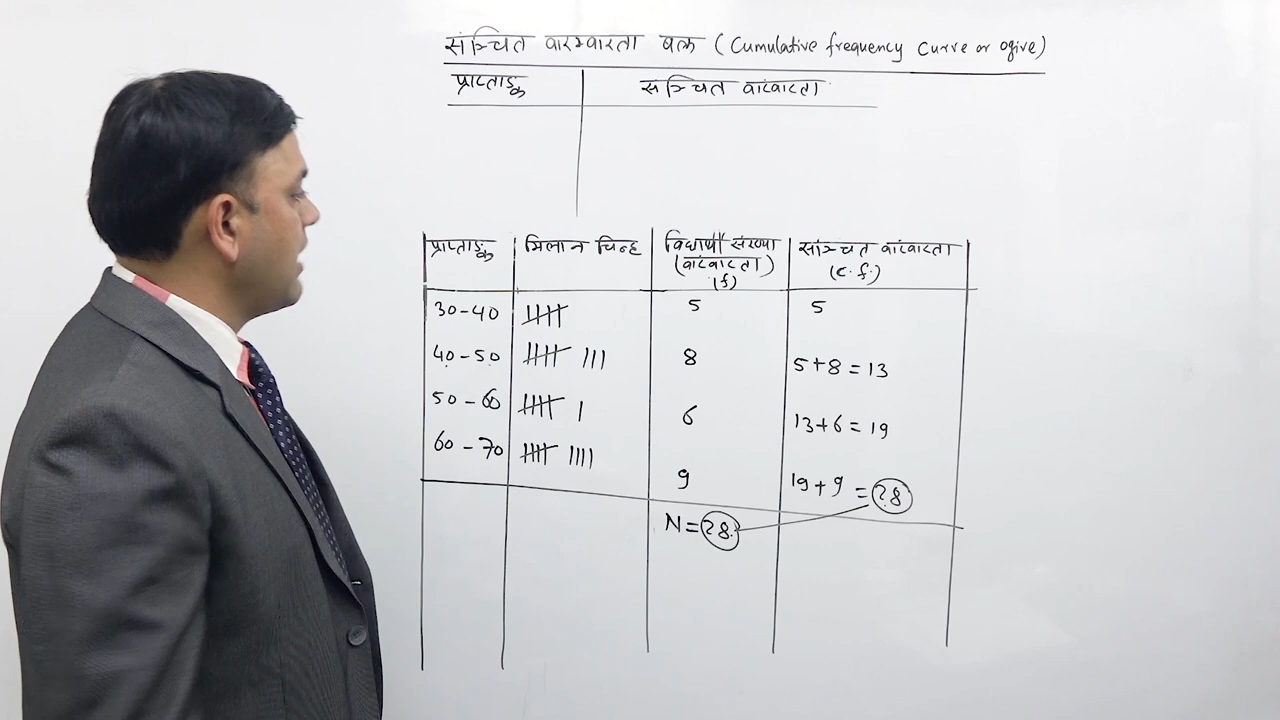 सञ्चित वारम्वारता वक्र (Cumulative frequency Curve or ogive)
प्राप्ताङ्क सञ्चित वारंवारता
प्राप्ताङ्क मिलान चिन्ह विद्यार्थी संख्या सञ्चित वारंवारता
(वारंवारता) (c.f.)
(f)
30-40 5 5
40-50 8 5+8=13
50-60 6 13+6=19
60-70 9 19+9=28
N=28